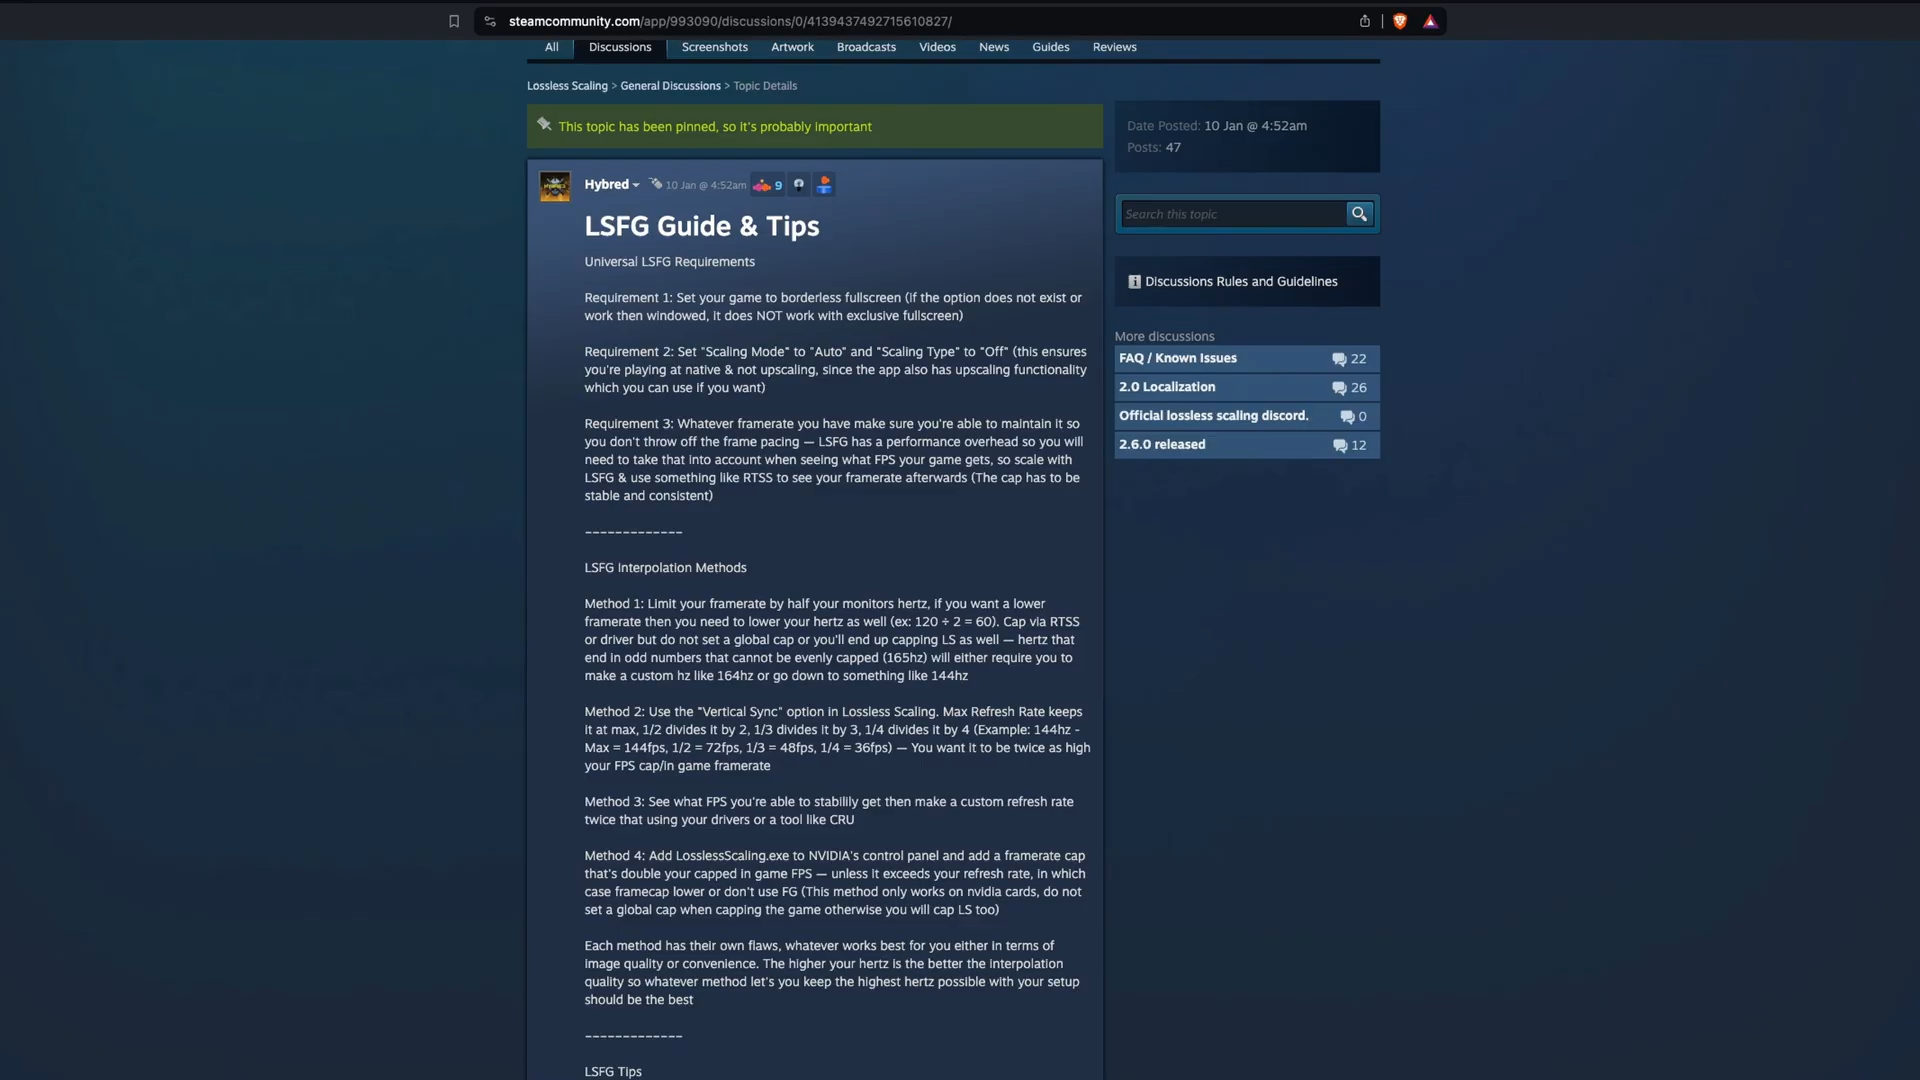 steamcommunity.com/app/993090/discussions/0/4139437492715610827/
All Discussions Screenshots Artwork Broadcasts Videos News Guides Reviews
Lossless Scaling > General Discussions > Topic Details
This topic has been pinned, so it's probably important
Hybred 10 Jan @ 4:52am 9
LSFG Guide & Tips
Universal LSFG Requirements
Requirement 1: Set your game to borderless fullscreen (if the option does not exist or
work then windowed, it does NOT work with exclusive fullscreen)
Requirement 2: Set "Scaling Mode" to "Auto" and "Scaling Type" to "Off" (this ensures
you're playing at native & not upscaling, since the app also has upscaling functionality
which you can use if you want)
Requirement 3: Whatever framerate you have make sure you're able to maintain it so
you don't throw off the frame pacing — LSFG has a performance overhead so you will
need to take that into account when seeing what FPS your game gets, so scale with
LSFG & use something like RTSS to see your framerate afterwards (The cap has to be
stable and consistent)
-------------
LSFG Interpolation Methods
Method 1: Limit your framerate by half your monitors hertz, if you want a lower
framerate then you need to lower your hertz as well (ex: 120 ÷ 2 = 60). Cap via RTSS
or driver but do not set a global cap or you'll end up capping LS as well — hertz that
end in odd numbers that cannot be evenly capped (165hz) will either require you to
make a custom hz like 164hz or go down to something like 144hz
Method 2: Use the "Vertical Sync" option in Lossless Scaling. Max Refresh Rate keeps
it at max, 1/2 divides it by 2, 1/3 divides it by 3, 1/4 divides it by 4 (Example: 144hz -
Max = 144fps, 1/2 = 72fps, 1/3 = 48fps, 1/4 = 36fps) — You want it to be twice as high
your FPS cap/in game framerate
Method 3: See what FPS you're able to stabilily get then make a custom refresh rate
twice that using your drivers or a tool like CRU
Method 4: Add LosslessScaling.exe to NVIDIA's control panel and add a framerate cap
that's double your capped in game FPS — unless it exceeds your refresh rate, in which
case framecap lower or don't use FG (This method only works on nvidia cards, do not
set a global cap when capping the game otherwise you will cap LS too)
Each method has their own flaws, whatever works best for you either in terms of
image quality or convenience. The higher your hertz is the better the interpolation
quality so whatever method let's you keep the highest hertz possible with your setup
should be the best
-------------
LSFG Tips
Date Posted: 10 Jan @ 4:52am
Posts: 47
Search this topic
Discussions Rules and Guidelines
More discussions
FAQ / Known Issues 22
2.0 Localization 26
Official lossless scaling discord. 0
2.6.0 released 12